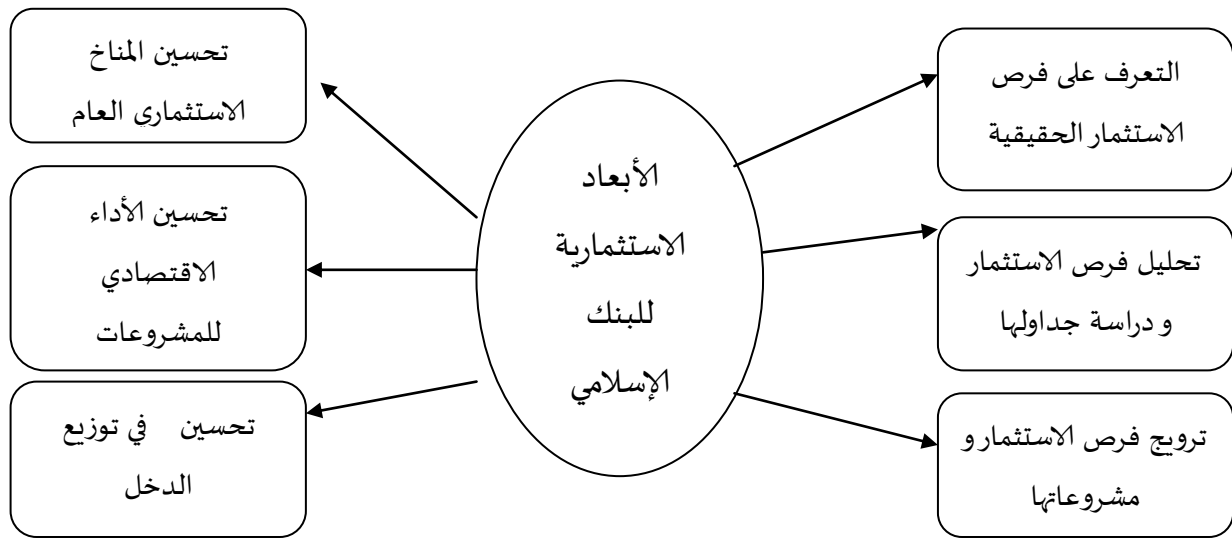 التعرف على فرص
الاستثمار الحقيقية
تحليل فرص الاستثمار
و دراسة جداولها
ترويج فرص الاستثمار و
مشروعاتها
الأبعاد
الاستثمارية
للبنك
الإسلامي
تحسين المناخ
الاستثماري العام
تحسين الأداء
الاقتصادي
للمشروعات
تحسين في توزيع
الدخل